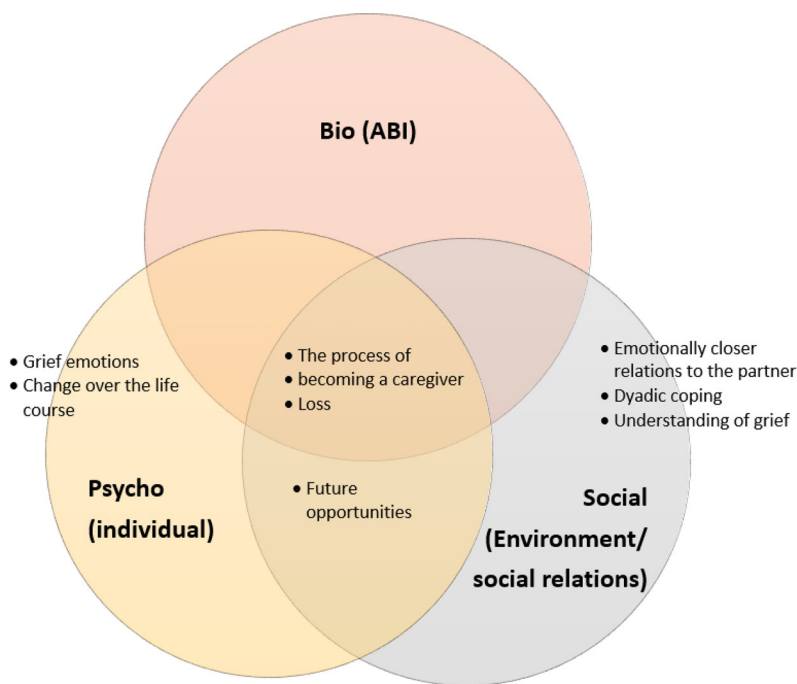 Bio (ABI)
• Grief emotions
• Change over the life
course
• The process of
• becoming a caregiver
• Loss
• Emotionally closer
relations to the partner
• Dyadic coping
• Understanding of grief
Psycho
(individual)
• Future
opportunities
Social
(Environment/
social relations)